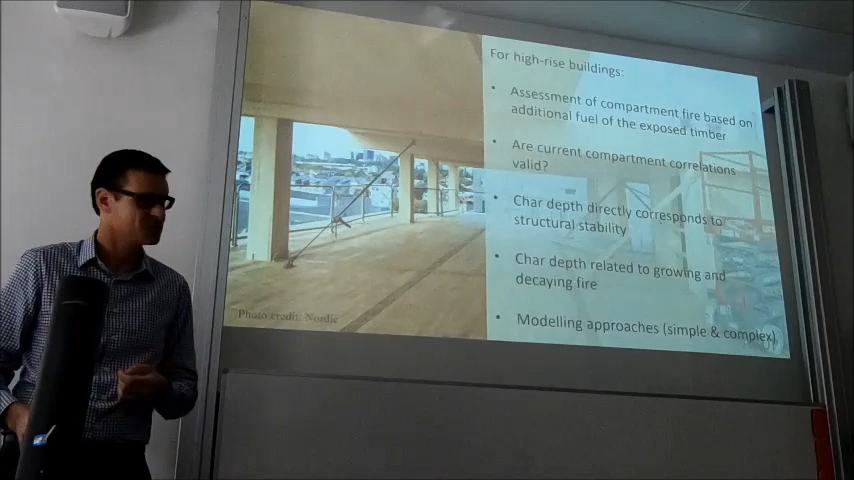 For high-rise buildings:
• Assessment of compartment fire based on
additional fuel of the exposed timber
• Are current compartment correlations
valid?
• Char depth directly corresponds to
structural stability
• Char depth related to growing and
decaying fire
• Modelling approaches (simple & complex)
Photo credit: Nordic